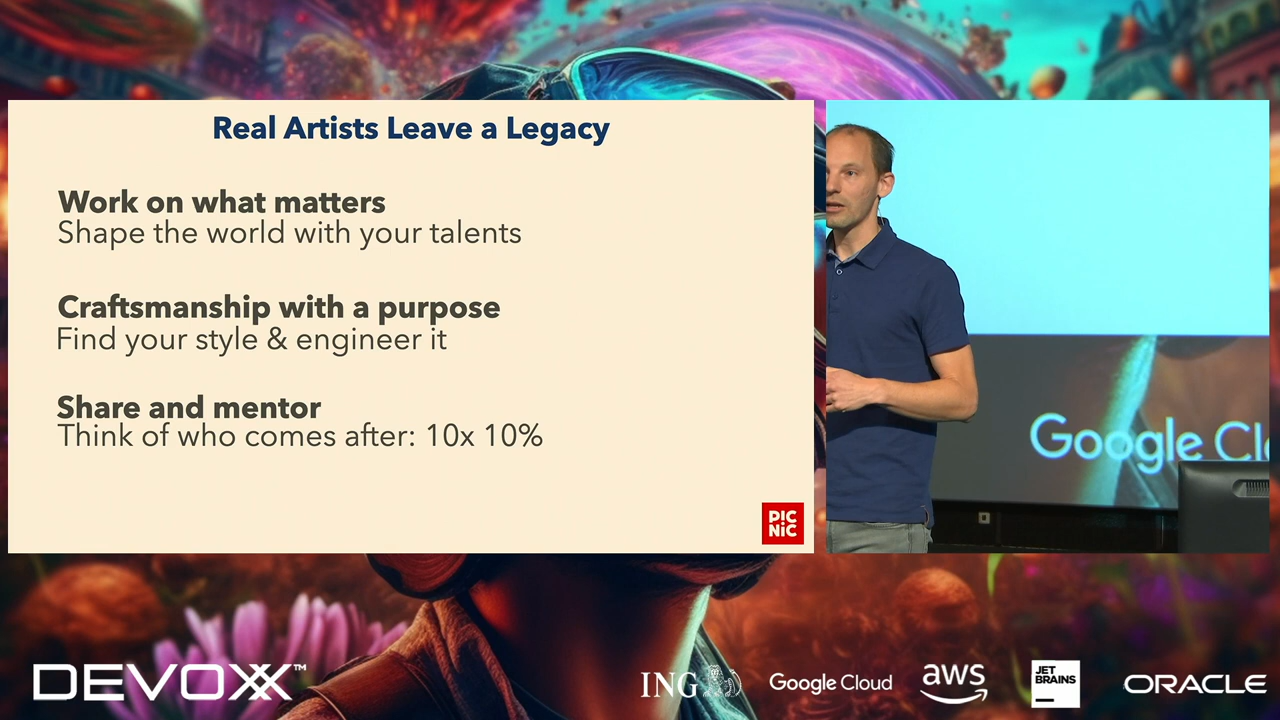 Real Artists Leave a Legacy
Work on what matters
Shape the world with your talents
Craftsmanship with a purpose
Find your style & engineer it
Share and mentor
Think of who comes after: 10x 10%
PIC
NIC
Google Clo
DEVOXX™
ING
Google Cloud
aws
JET
BRAINS
ORACLE